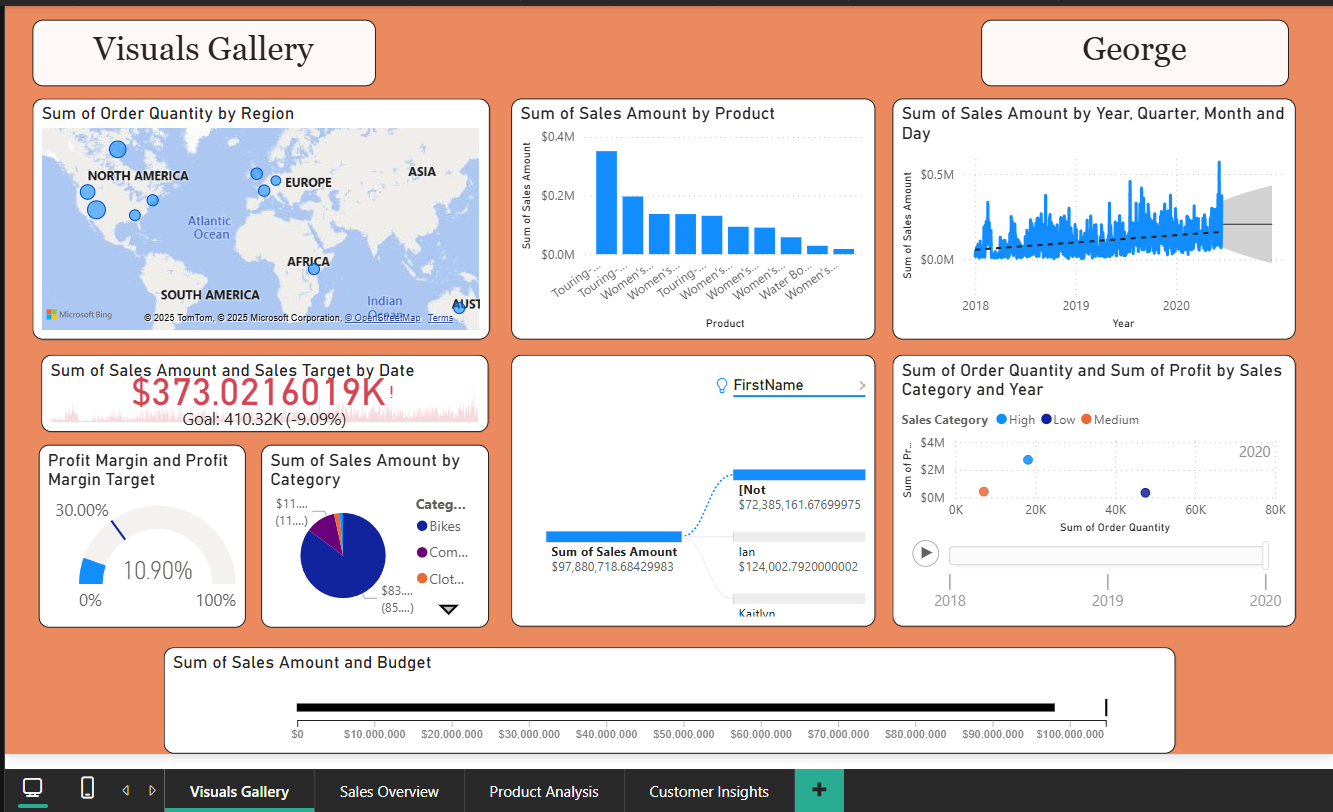 Visuals Gallery
George
Sum of Order Quantity by Region
NORTH AMERICA
EUROPE
ASIA
Atlantic
Ocean
AFRICA
SOUTH AMERICA
Indian
Ocean
AUST
Microsoft Bing
© 2025 TomTom, © 2025 Microsoft Corporation, © OpenStreetMap Terms
Sum of Sales Amount by Product
Sum of Sales Amount
$0.4M
$0.2M
$0.0M
Touring-...
Touring-...
Women's...
Women's...
Touring-...
Women's...
Women's...
Women's...
Water Bo...
Women's...
Product
Sum of Sales Amount by Year, Quarter, Month and
Day
Sum of Sales Amount
$0.5M
$0.0M
2018
2019
2020
Year
Sum of Sales Amount and Sales Target by Date
$373.0216019K!
Goal: 410.32K (-9.09%)
Profit Margin and Profit
Margin Target
30.00%
10.90%
0%
100%
Sum of Sales Amount by
Category
$11....
(11....)
$83....
(85....)
Categ...
Bikes
Com...
Clot...
FirstName
Sum of Sales Amount
$97,880,718.68429983
[Not
$72,385,161.67699975
Ian
$124,002.7920000002
Kaitlyn
Sum of Order Quantity and Sum of Profit by Sales
Category and Year
Sales Category High Low Medium
Sum of Pr...
$4M
$2M
$0M
2020
0K
20K
40K
60K
80K
Sum of Order Quantity
2018
2019
2020
Sum of Sales Amount and Budget
$0
$10,000,000
$20,000,000
$30,000,000
$40,000,000
$50,000,000
$60,000,000
$70,000,000
$80,000,000
$90,000,000
$100,000,000
Visuals Gallery
Sales Overview
Product Analysis
Customer Insights
+